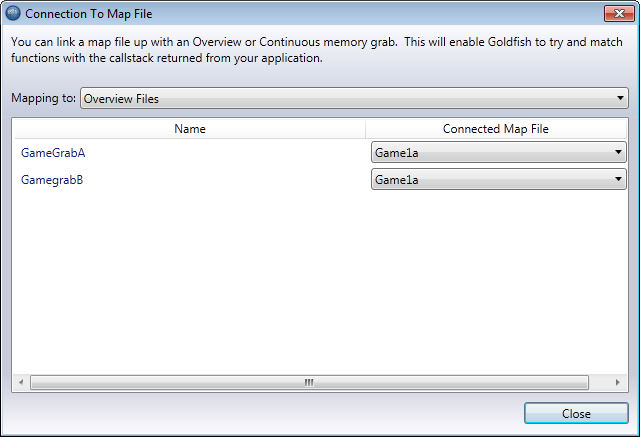 Connection To Map File
You can link a map file up with an Overview or Continuous memory grab. This will enable Goldfish to try and match
functions with the callstack returned from your application.
Mapping to: Overview Files
Name Connected Map File
GameGrabA Game1a
GamegrabB Game1a
Close